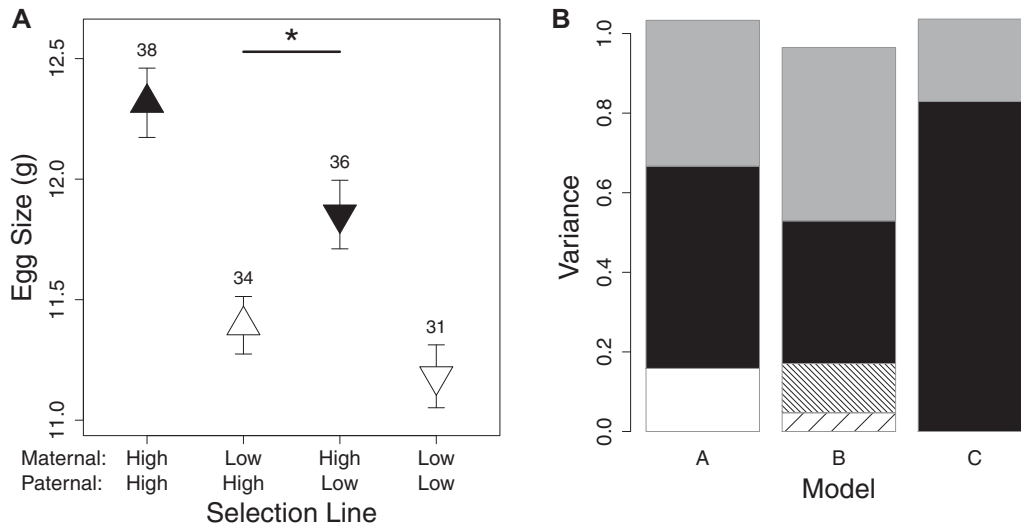 A
Egg Size (g)
12.5
12.0
11.5
11.0
38
34
36
31
*
Maternal: High Low High Low
Paternal: High High Low Low
Selection Line
B
Variance
1.0
0.8
0.6
0.4
0.2
0.0
A B C
Model